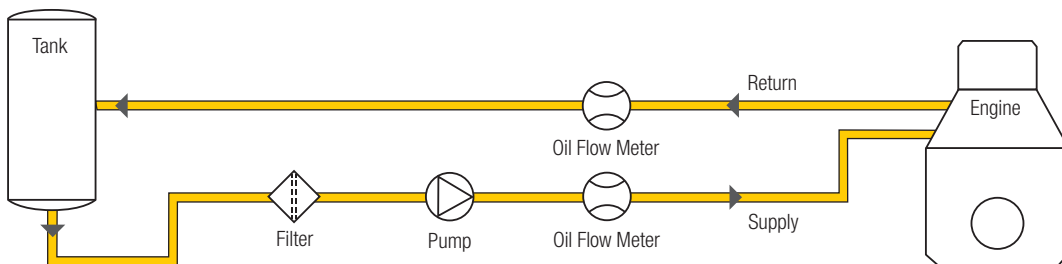 Tank
Return
Engine
Oil Flow Meter
Filter
Pump
Oil Flow Meter
Supply